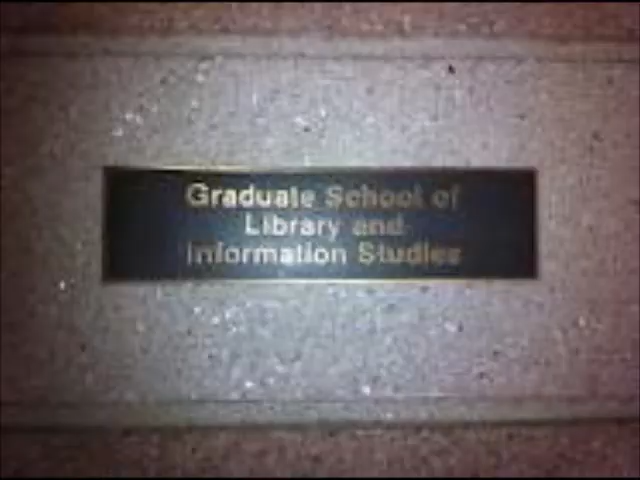 Graduate School of
Library and
Information Studies